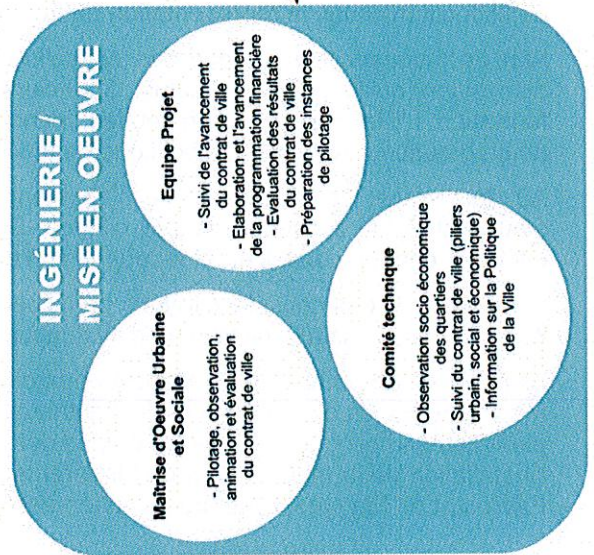 INGÉNIERIE /
MISE EN OEUVRE
Maîtrise d'Oeuvre Urbaine
et Sociale
- Pilotage, observation,
animation et évaluation
du contrat de ville
Equipe Projet
- Suivi de l'avancement
du contrat de ville
- Elaboration et l'avancement
de la programmation financière
- Evaluation des résultats
du contrat de ville
- Préparation des instances
de pilotage
Comité technique
- Observation socio économique
des quartiers
- Suivi du contrat de ville (piliers
urbain, social et économique)
- Information sur la Politique
de la Ville